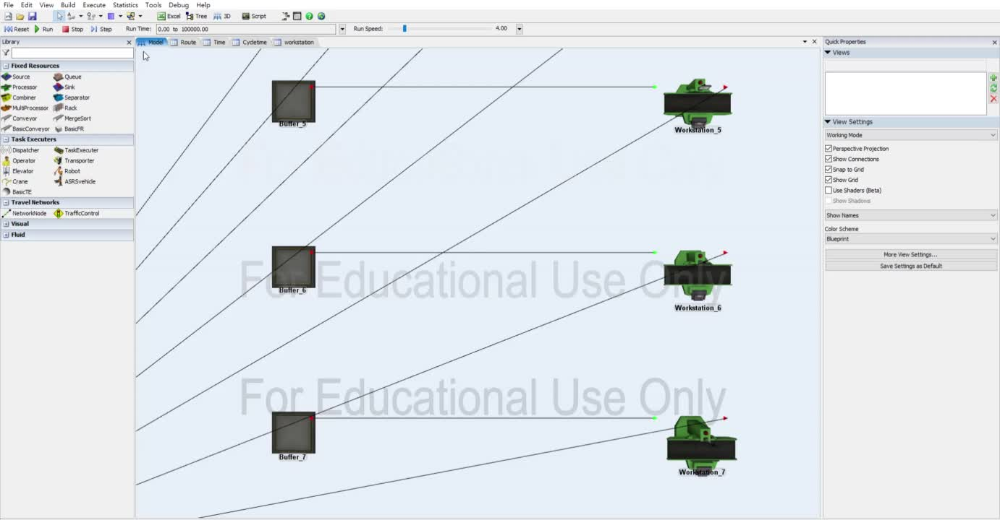 File Edit View Build Execute Statistics Tools Debug Help
Excel Tree 3D Script
Reset Run Stop Step Run Time: 0.00 to 100000.00 Run Speed: 4.00
Library
Model Route Time Cycletime workstation
Quick Properties
Fixed Resources
Source Queue
Processor Sink
Combiner Separator
MultiProcessor Rack
Conveyor MergeSort
BasicConveyor BasicFR
Task Executers
Dispatcher TaskExecuter
Operator Transporter
Elevator Robot
Crane ASRSvehicle
BasicTE
Travel Networks
NetworkNode TrafficControl
Visual
Fluid
Buffer_5
Workstation_5
For Educational Use Only
Buffer_6
Workstation_6
For Educational Use Only
Buffer_7
Workstation_7
Views
View Settings
Working Mode
Perspective Projection
Show Connections
Snap to Grid
Show Grid
Use Shaders (Beta)
Show Shadows
Show Names
Color Scheme
Blueprint
More View Settings...
Save Settings as Default